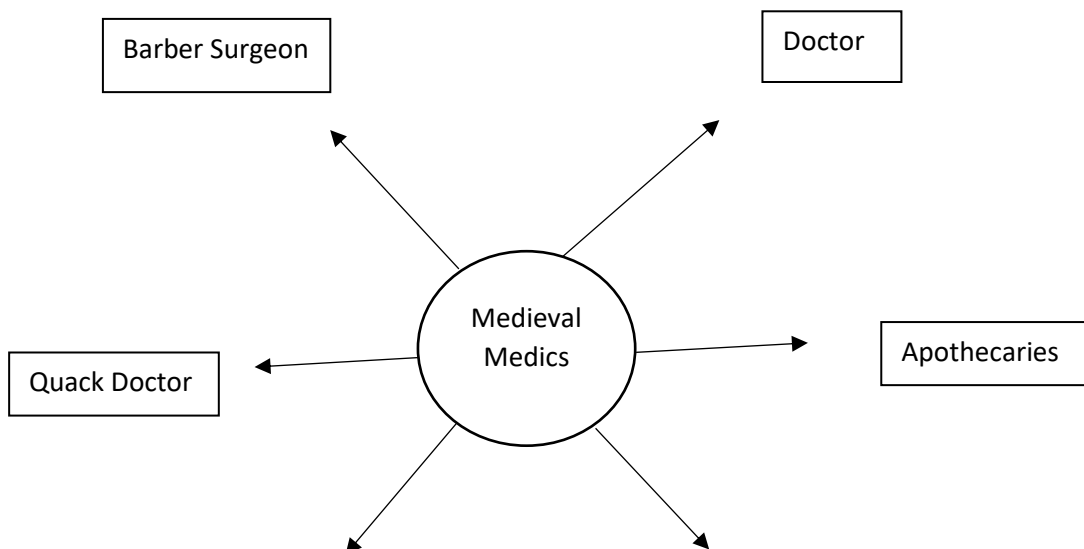 Barber Surgeon
Doctor
Medieval
Medics
Quack Doctor
Apothecaries